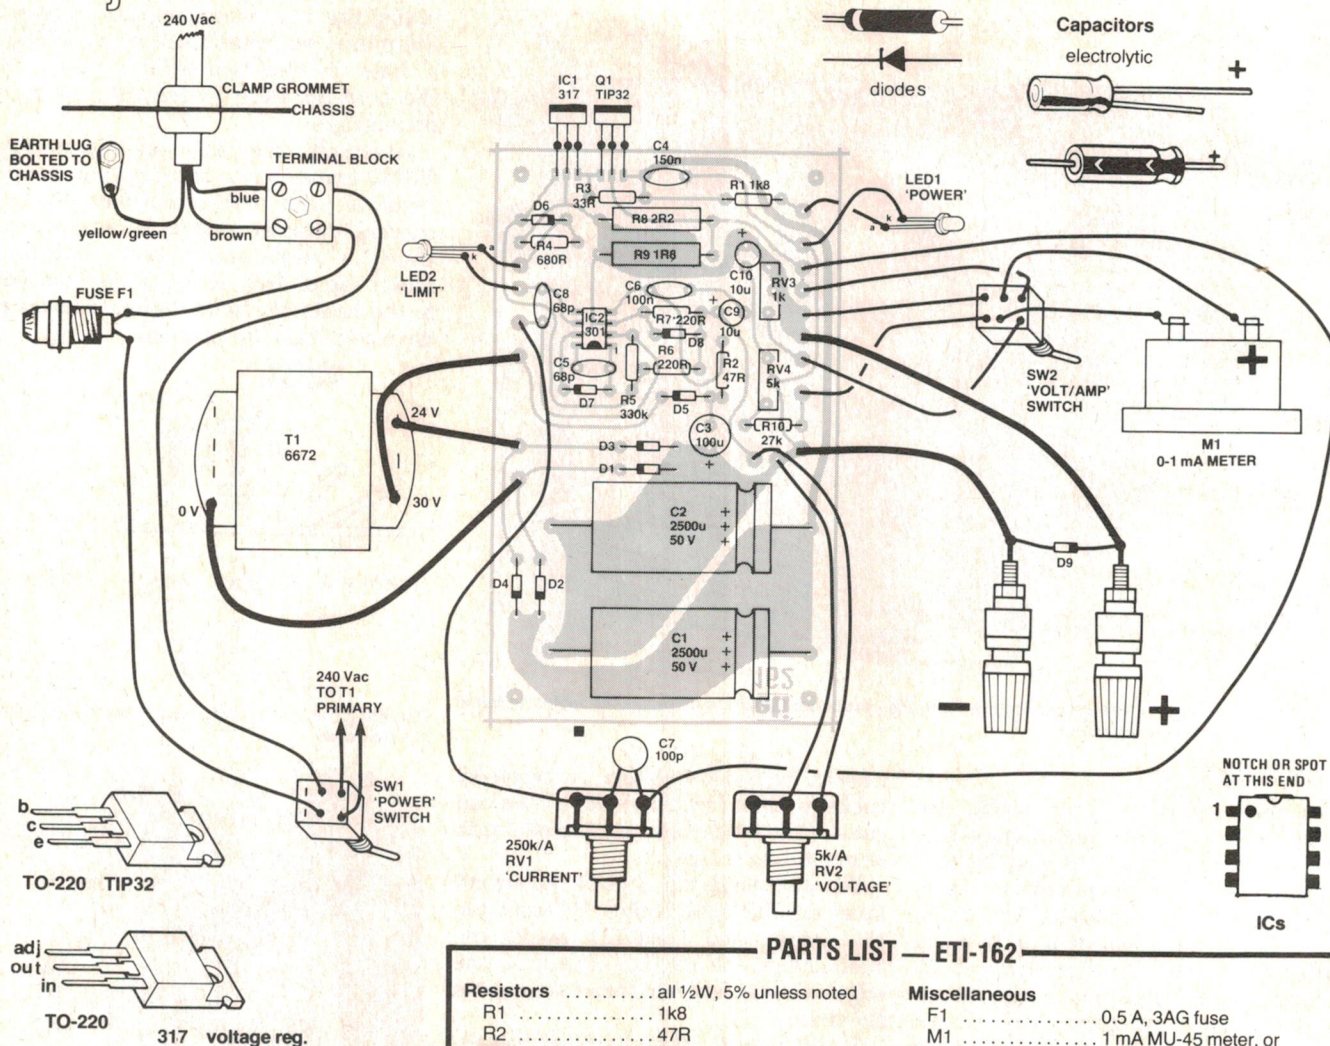 240 Vac
CLAMP GROMMET
CHASSIS
EARTH LUG
BOLTED TO
CHASSIS
TERMINAL BLOCK
blue
yellow/green
brown
FUSE F1
IC1
317
Q1
TIP32
diodes
Capacitors
electrolytic
+
+
C4
150n
R3
33R
R1 1k8
LED1
'POWER'
k
a
D6
R8 2R2
R4
680R
R9 1R8
a
k
LED2
'LIMIT'
C8
68p
C6
100n
+
C10
10u
RV3
1k
IC2
301
R7 220R
+
C9
10u
D8
C5
68p
R6
220R
R2
47R
RV4
5k
D7
R5
330k
D5
C3
100u
+
R10
27k
D3
D1
SW2
'VOLT/AMP'
SWITCH
+
M1
0-1 mA METER
T1
6672
24 V
30 V
0 V
C2
2500u
50 V
+
+
+
D4
D2
C1
2500u
50 V
+
+
+
162
eti
D9
−
+
240 Vac
TO T1
PRIMARY
SW1
'POWER'
SWITCH
C7
100p
250k/A
RV1
'CURRENT'
5k/A
RV2
'VOLTAGE'
NOTCH OR SPOT
AT THIS END
1
ICs
b
c
e
TO-220 TIP32
adj
out
in
TO-220
317 voltage reg.
PARTS LIST — ETI-162
Resistors ........... all ½W, 5% unless noted
R1 ............... 1k8
R2 ............... 47R
Miscellaneous
F1 ............... 0.5 A, 3AG fuse
M1 ............... 1 mA MU-45 meter, or